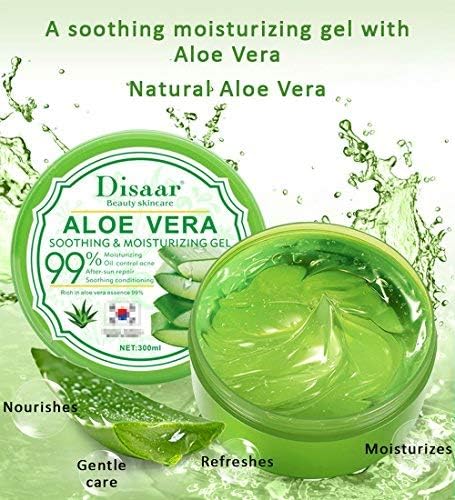 A soothing moisturizing gel with
Aloe Vera
Natural Aloe Vera
Disaar
Beauty skincare
ALOE VERA
SOOTHING & MOISTURIZING GEL
99%
Moisturizing
Oil. control acne
After-sun repair
Soothing conditioning
Rich in aloe vera essence 99%
NET:300ml
Nourishes
Gentle
care
Refreshes
Moisturizes